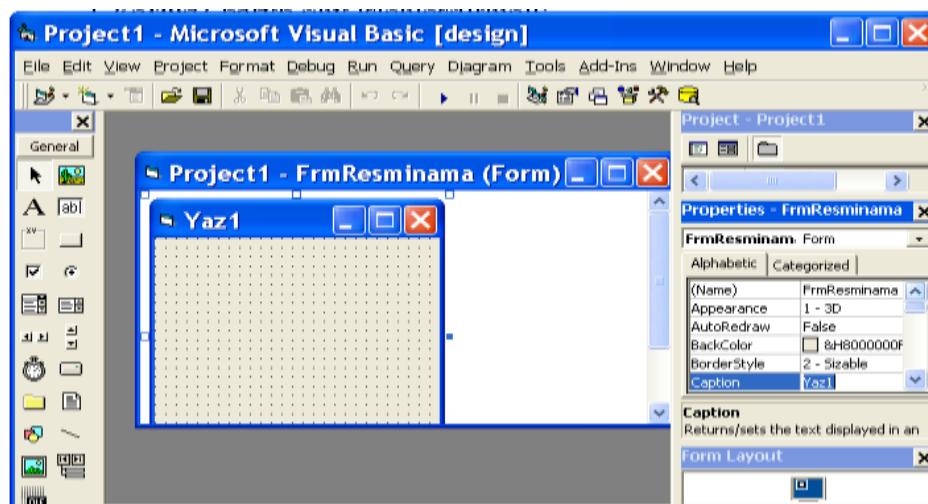 Project1 - Microsoft Visual Basic [design]
File Edit View Project Format Debug Run Query Diagram Tools Add-Ins Window Help
General
A
ab
xv
Project1 - FrmResminama (Form)
Yaz1
Project - Project1
Properties - FrmResminama
FrmResminam Form
Alphabetic Categorized
(Name) FrmResminama
Appearance 1 - 3D
AutoRedraw False
BackColor &H8000000F
BorderStyle 2 - Sizable
Caption Yaz1
Caption
Returns/sets the text displayed in an
Form Layout